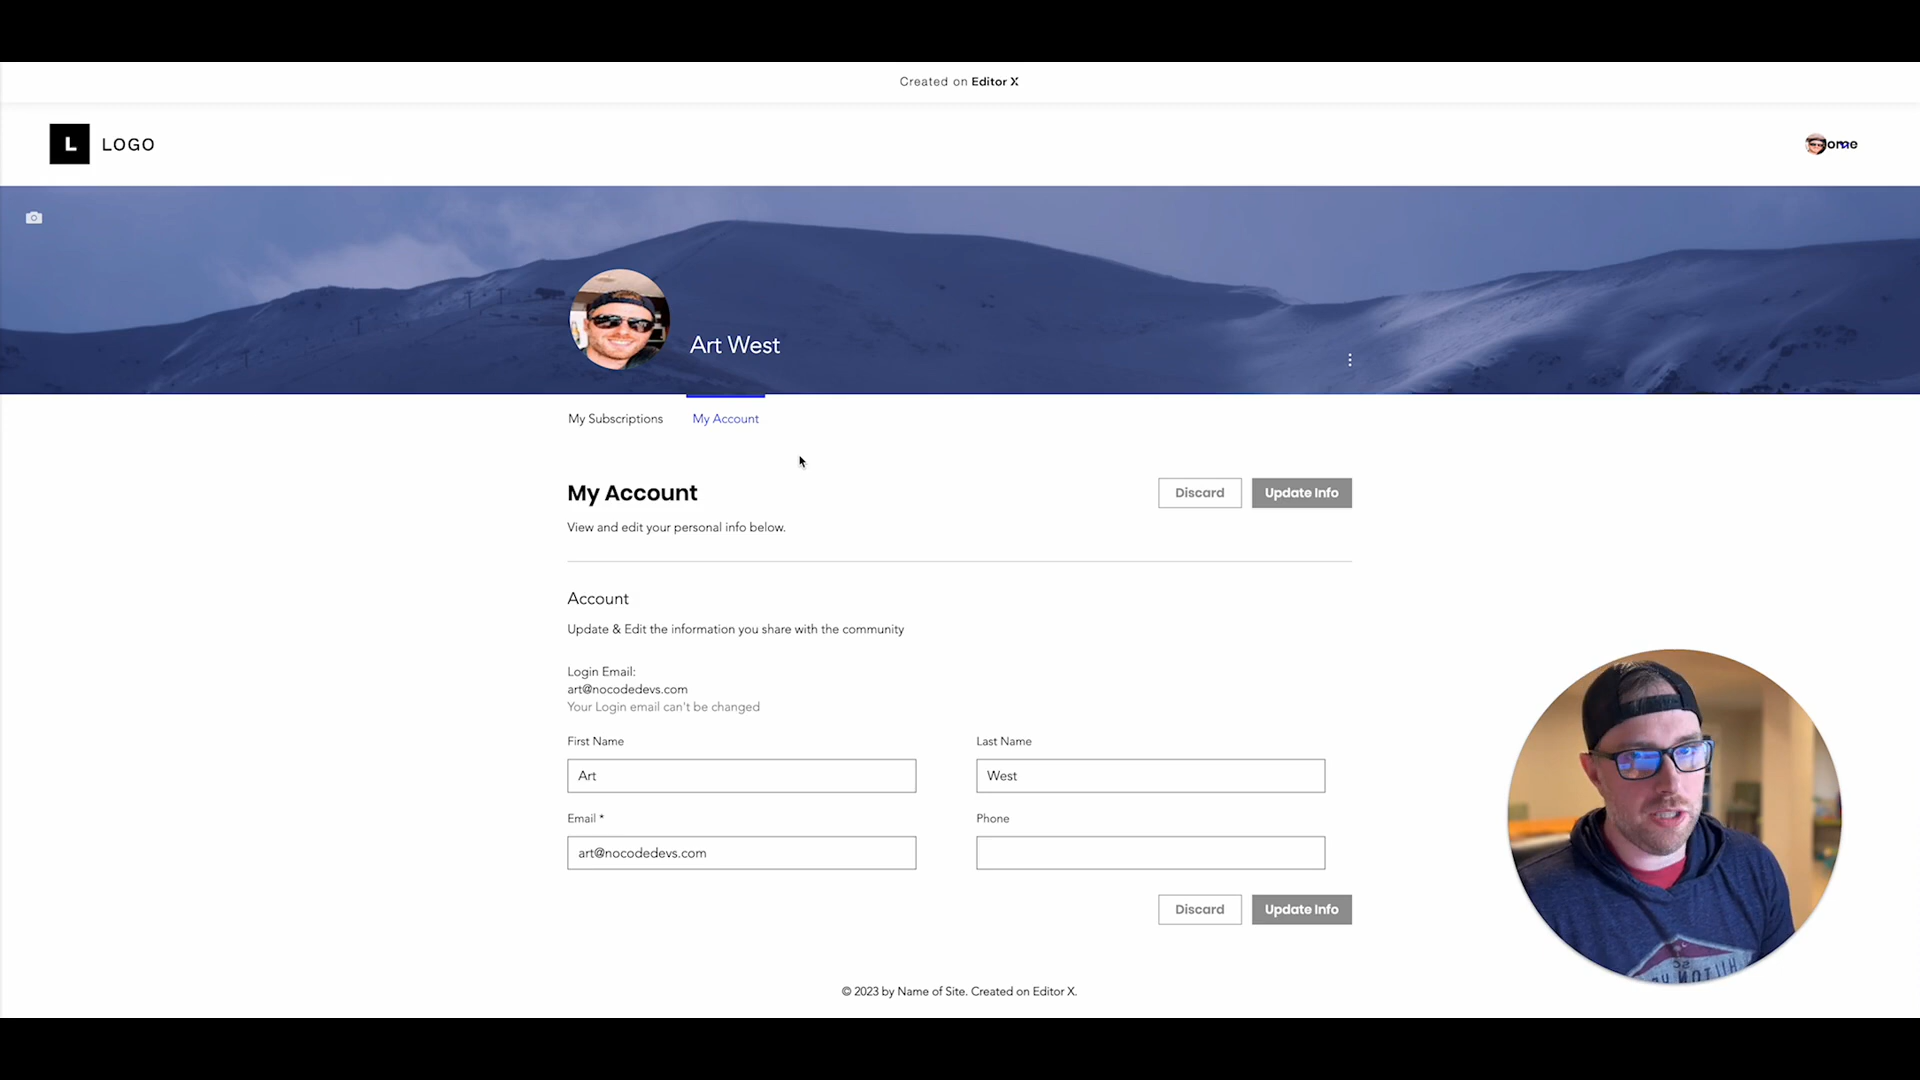 Created on Editor X
L LOGO
Art West
My Subscriptions My Account
My Account
Discard Update Info
View and edit your personal info below.
Account
Update & Edit the information you share with the community
Login Email:
art@nocodedevs.com
Your Login email can't be changed
First Name Last Name
Art West
Email * Phone
art@nocodedevs.com
Discard Update Info
© 2023 by Name of Site. Created on Editor X.